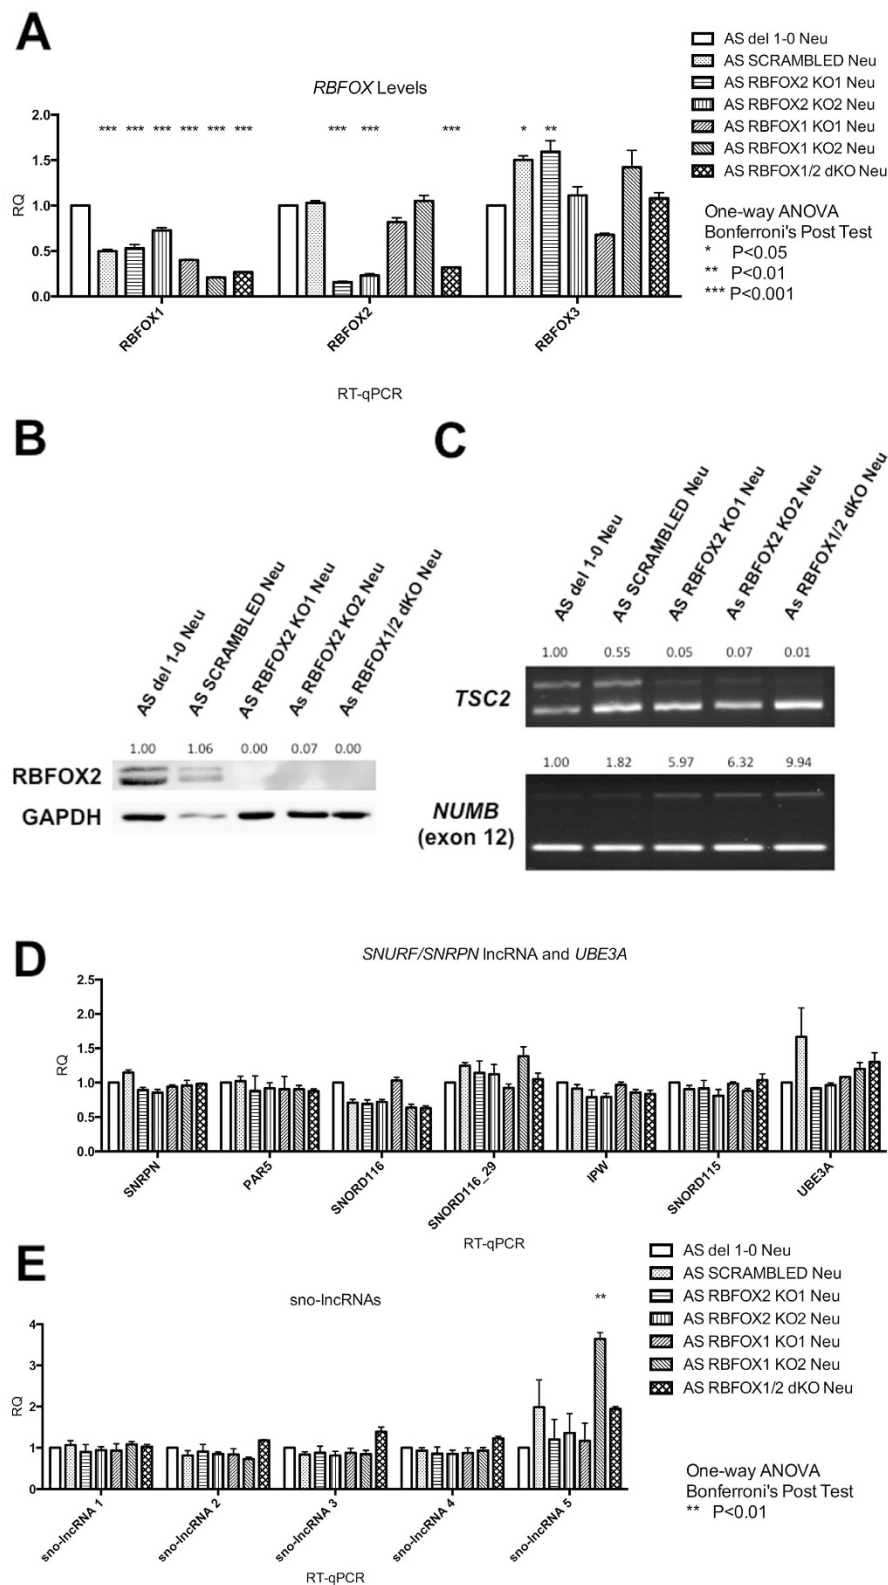 A
RBFOX Levels
AS del 1-0 Neu
AS SCRAMBLED Neu
AS RBFOX2 KO1 Neu
AS RBFOX2 KO2 Neu
AS RBFOX1 KO1 Neu
AS RBFOX1 KO2 Neu
AS RBFOX1/2 dKO Neu
One-way ANOVA
Bonferroni's Post Test
* P<0.05
** P<0.01
*** P<0.001
*** *** *** *** *** *** *** *** *** * **
RQ
2.0
1.5
1.0
0.5
0.0
RBFOX1 RBFOX2 RBFOX3
RT-qPCR
B
AS del 1-0 Neu
AS SCRAMBLED Neu
AS RBFOX2 KO1 Neu
As RBFOX2 KO2 Neu
As RBFOX1/2 dKO Neu
1.00 1.06 0.00 0.07 0.00
RBFOX2
GAPDH
C
AS del 1-0 Neu
AS SCRAMBLED Neu
As RBFOX2 KO1 Neu
As RBFOX2 KO2 Neu
As RBFOX1/2 dKO Neu
1.00 0.55 0.05 0.07 0.01
TSC2
1.00 1.82 5.97 6.32 9.94
NUMB
(exon 12)
D
SNURF/SNRPN lncRNA and UBE3A
RQ
2.5
2.0
1.5
1.0
0.5
0.0
SNRPN PAR5 SNORD116 SNORD116_29 IPW SNORD115 UBE3A
RT-qPCR
E
sno-lncRNAs
**
RQ
4
3
2
1
0
sno-lncRNA 1 sno-lncRNA 2 sno-lncRNA 3 sno-lncRNA 4 sno-lncRNA 5
RT-qPCR
AS del 1-0 Neu
AS SCRAMBLED Neu
AS RBFOX2 KO1 Neu
AS RBFOX2 KO2 Neu
AS RBFOX1 KO1 Neu
AS RBFOX1 KO2 Neu
AS RBFOX1/2 dKO Neu
One-way ANOVA
Bonferroni's Post Test
** P<0.01